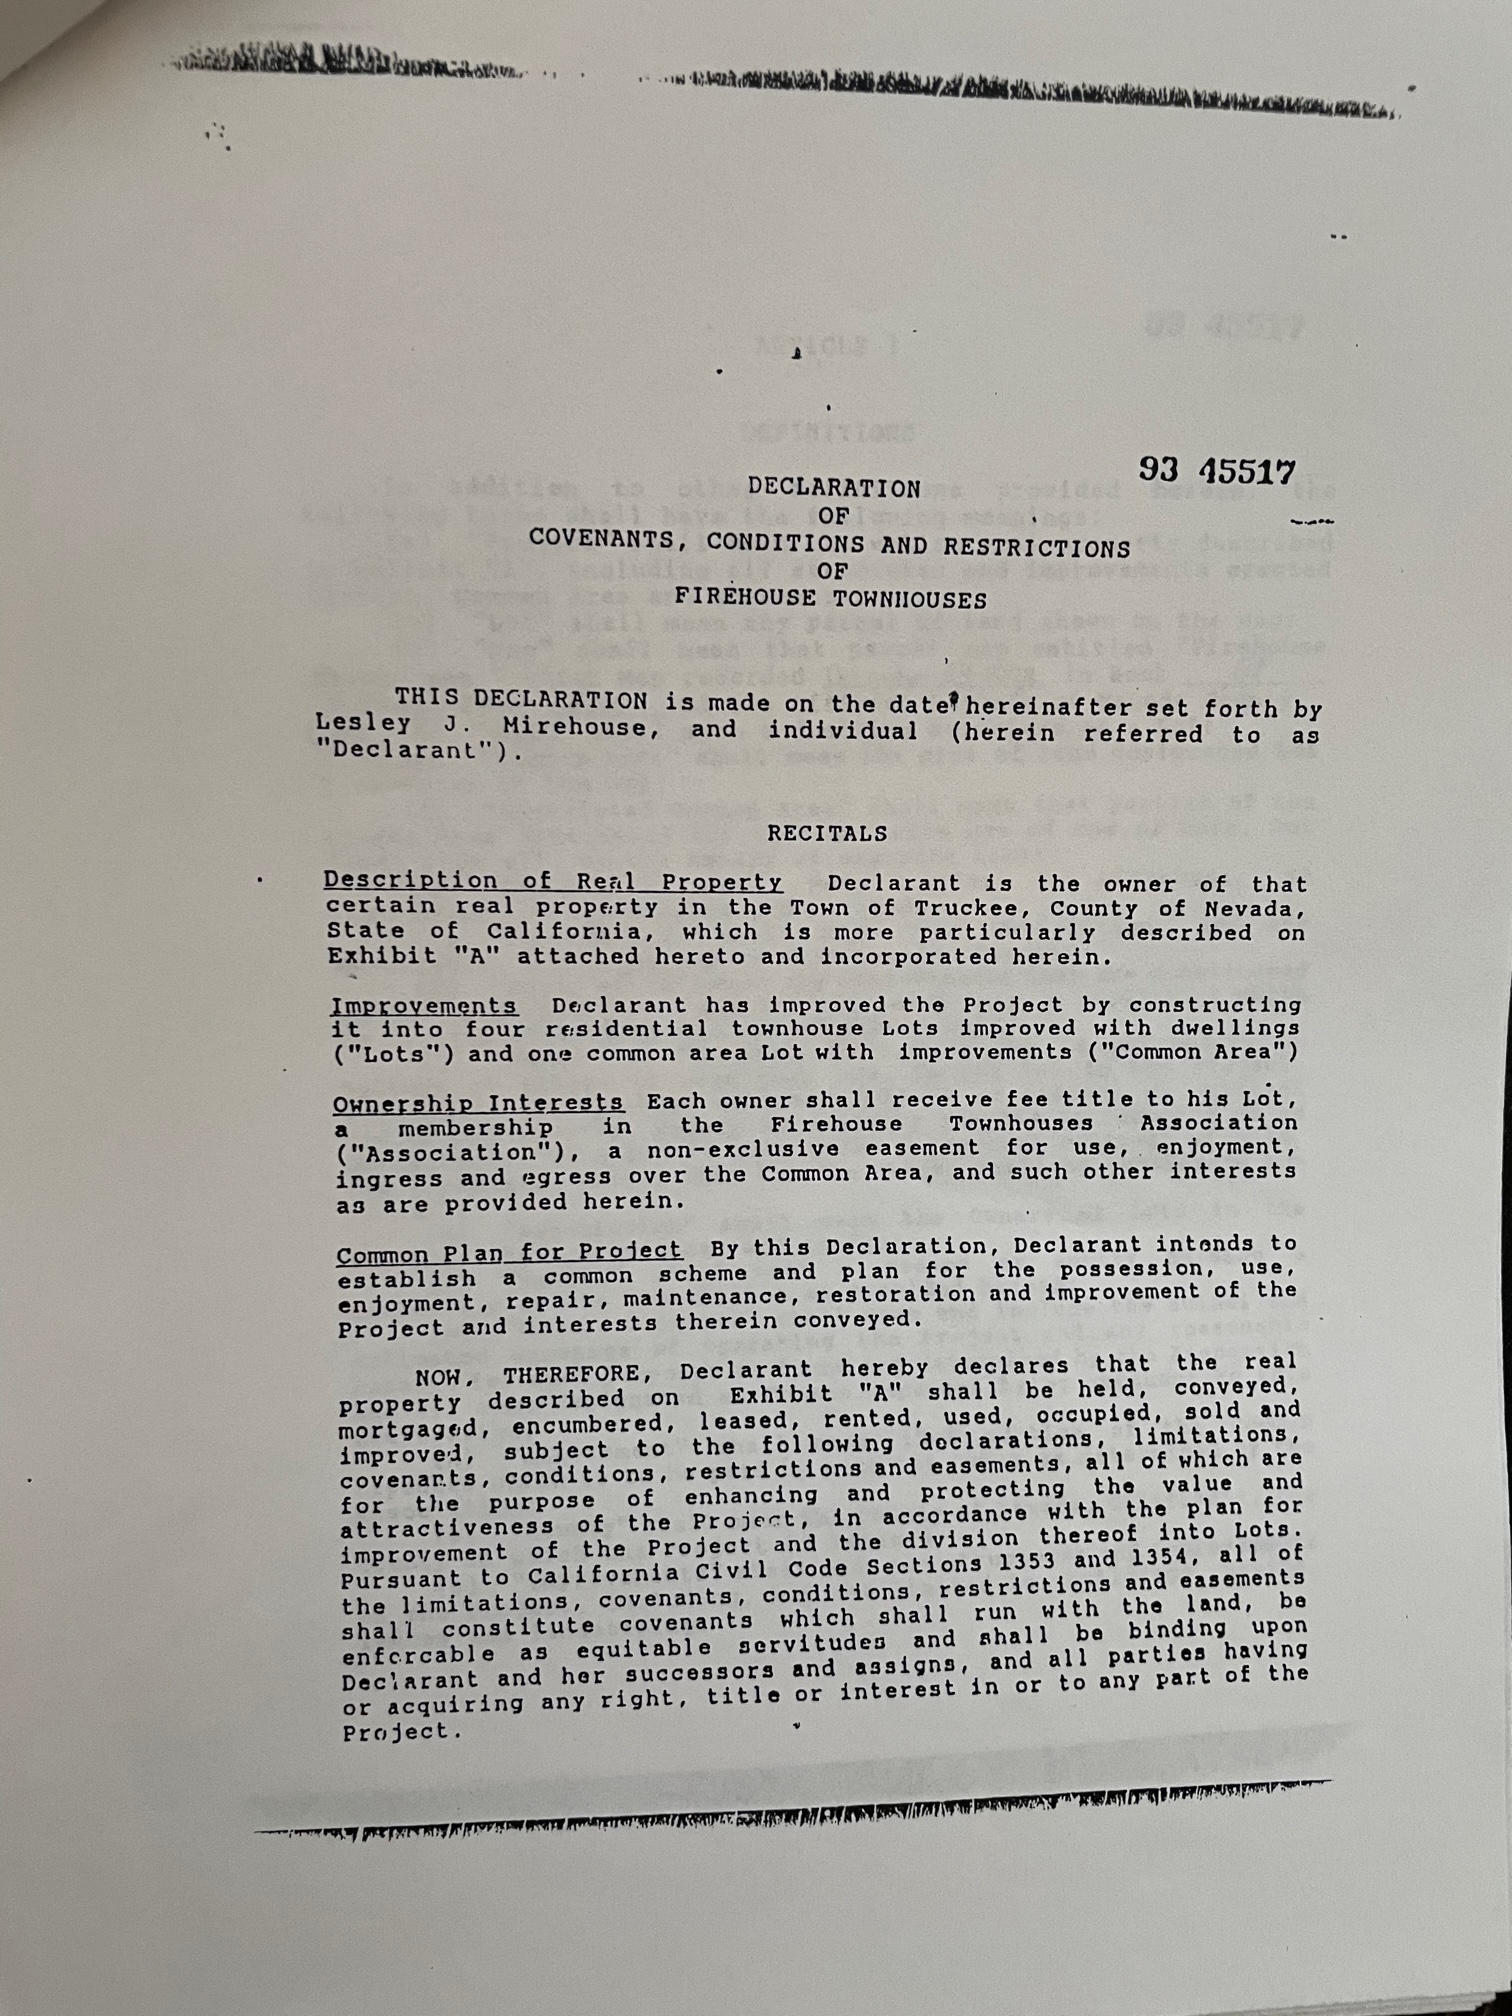 93 45517
DECLARATION
OF
COVENANTS, CONDITIONS AND RESTRICTIONS
OF
FIREHOUSE TOWNHOUSES
THIS DECLARATION is made on the date hereinafter set forth by
Lesley J. Mirehouse, and individual (herein referred to as
"Declarant").
RECITALS
Description of Real Property Declarant is the owner of that
certain real property in the Town of Truckee, County of Nevada,
State of California, which is more particularly described on
Exhibit "A" attached hereto and incorporated herein.
Improvements Declarant has improved the Project by constructing
it into four residential townhouse Lots improved with dwellings
("Lots") and one common area Lot with improvements ("Common Area")
Ownership Interests Each owner shall receive fee title to his Lot,
a membership in the Firehouse Townhouses Association
("Association"), a non-exclusive easement for use, enjoyment,
ingress and egress over the Common Area, and such other interests
as are provided herein.
Common Plan for Project By this Declaration, Declarant intends to
establish a common scheme and plan for the possession, use,
enjoyment, repair, maintenance, restoration and improvement of the
Project and interests therein conveyed.
NOW, THEREFORE, Declarant hereby declares that the real
property described on Exhibit "A" shall be held, conveyed,
mortgaged, encumbered, leased, rented, used, occupied, sold and
improved, subject to the following declarations, limitations,
covenants, conditions, restrictions and easements, all of which are
for the purpose of enhancing and protecting the value and
attractiveness of the Project, in accordance with the plan for
improvement of the Project and the division thereof into Lots.
Pursuant to California Civil Code Sections 1353 and 1354, all of
the limitations, covenants, conditions, restrictions and easements
shall constitute covenants which shall run with the land, be
enforcable as equitable servitudes and shall be binding upon
Declarant and her successors and assigns, and all parties having
or acquiring any right, title or interest in or to any part of the
Project.